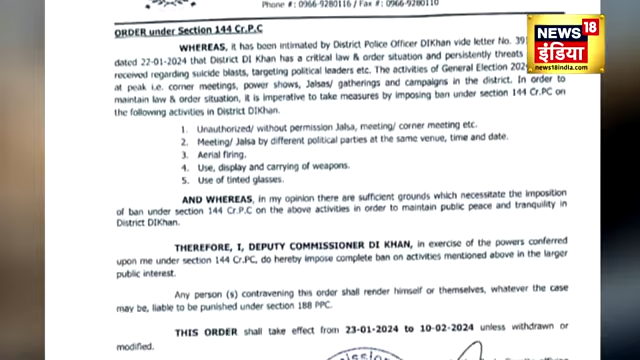 Phone #: 0966-9280116 / Fax #: 0966-9280110
ORDER under Section 144 Cr.P.C
WHEREAS, it has been intimated by District Police Officer DIKhan vide letter No. 39
dated 22-01-2024 that District DI Khan has a critical law & order situation and persistently threats
received regarding suicide blasts, targeting political leaders etc. The activities of General Election 202
at peak i.e. corner meetings, power shows, Jalsas/ gatherings and campaigns in the district. In order to
maintain law & order situation, it is imperative to take measures by imposing ban under section 144 Cr.PC on
the following activities in District DIKhan.
1. Unauthorized/ without permission Jalsa, meeting/ corner meeting etc.
2. Meeting/ Jalsa by different political parties at the same venue, time and date.
3. Aerial firing.
4. Use, display and carrying of weapons.
5. Use of tinted glasses.
AND WHEREAS, in my opinion there are sufficient grounds which necessitate the imposition
of ban under section 144 Cr.PC on the above activities in order to maintain public peace and tranquility in
District DIKhan.
THEREFORE, I, DEPUTY COMMISSIONER DI KHAN, in exercise of the powers conferred
upon me under section 144 Cr.PC, do hereby impose complete ban on activities mentioned above in the larger
public interest.
Any person (s) contravening this order shall render himself or themselves, whatever the case
may be, liable to be punished under section 188 PPC.
THIS ORDER shall take effect from 23-01-2024 to 10-02-2024 unless withdrawn or
modified.
NEWS 18
इंडिया
news18india.com